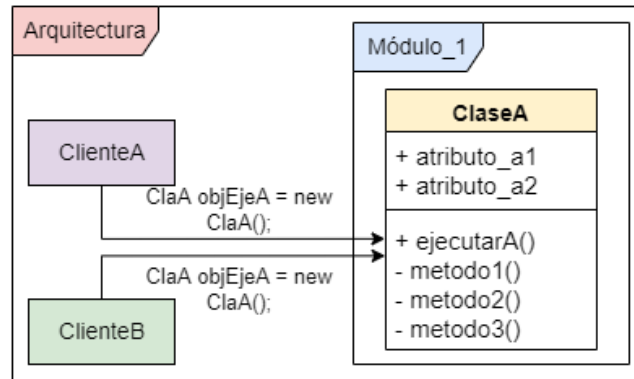 Arquitectura
Módulo_1
ClaseA
+ atributo_a1
+ atributo_a2
+ ejecutarA()
- metodo1()
- metodo2()
- metodo3()
ClienteA
ClaA objEjeA = new
ClaA();
ClaA objEjeA = new
ClaA();
ClienteB